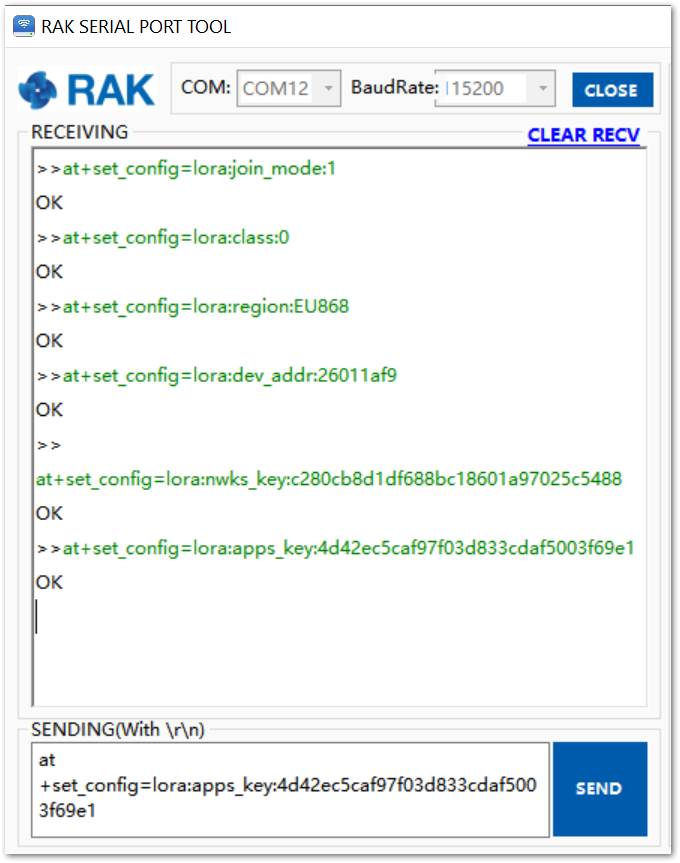 RAK SERIAL PORT TOOL
RAK COM: COM12 BaudRate: 115200 CLOSE
RECEIVING CLEAR RECV
>>at+set_config=lora:join_mode:1
OK
>>at+set_config=lora:class:0
OK
>>at+set_config=lora:region:EU868
OK
>>at+set_config=lora:dev_addr:26011af9
OK
>>
at+set_config=lora:nwks_key:c280cb8d1df688bc18601a97025c5488
OK
>>at+set_config=lora:apps_key:4d42ec5caf97f03d833cdaf5003f69e1
OK
SENDING(With \r\n)
at
+set_config=lora:apps_key:4d42ec5caf97f03d833cdaf500
3f69e1
SEND